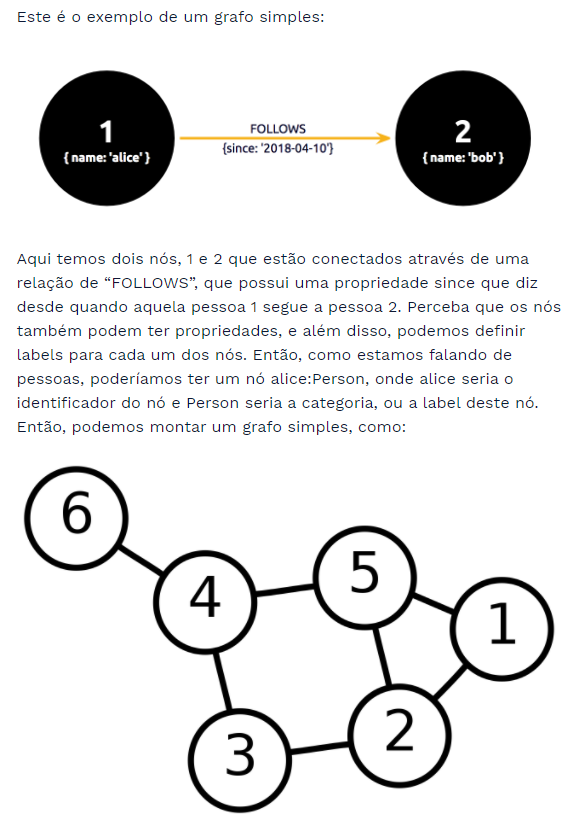 Este é o exemplo de um grafo simples:
1
{ name: 'alice' }
FOLLOWS
{since: '2018-04-10'}
2
{ name: 'bob' }
Aqui temos dois nós, 1 e 2 que estão conectados através de uma
relação de “FOLLOWS”, que possui uma propriedade since que diz
desde quando aquela pessoa 1 segue a pessoa 2. Perceba que os nós
também podem ter propriedades, e além disso, podemos definir
labels para cada um dos nós. Então, como estamos falando de
pessoas, poderíamos ter um nó alice:Person, onde alice seria o
identificador do nó e Person seria a categoria, ou a label deste nó.
Então, podemos montar um grafo simples, como:
6
4
5
1
3
2